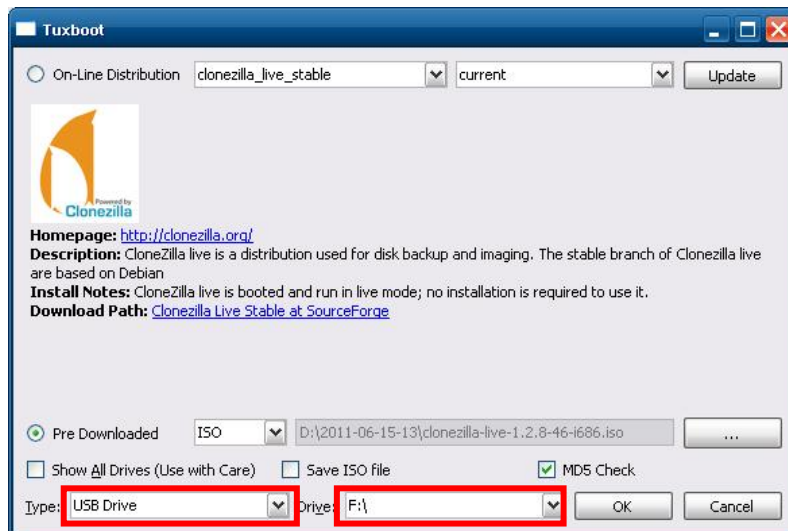 Tuxboot
On-Line Distribution clonezilla_live_stable current Update
Powered by
Clonezilla
Homepage: http://clonezilla.org/
Description: CloneZilla live is a distribution used for disk backup and imaging. The stable branch of Clonezilla live
are based on Debian
Install Notes: CloneZilla live is booted and run in live mode; no installation is required to use it.
Download Path: Clonezilla Live Stable at SourceForge
Pre Downloaded ISO D:\2011-06-15-13\clonezilla-live-1.2.8-46-i686.iso ...
Show All Drives (Use with Care) Save ISO file MD5 Check
Type: USB Drive Drive: F:\ OK Cancel